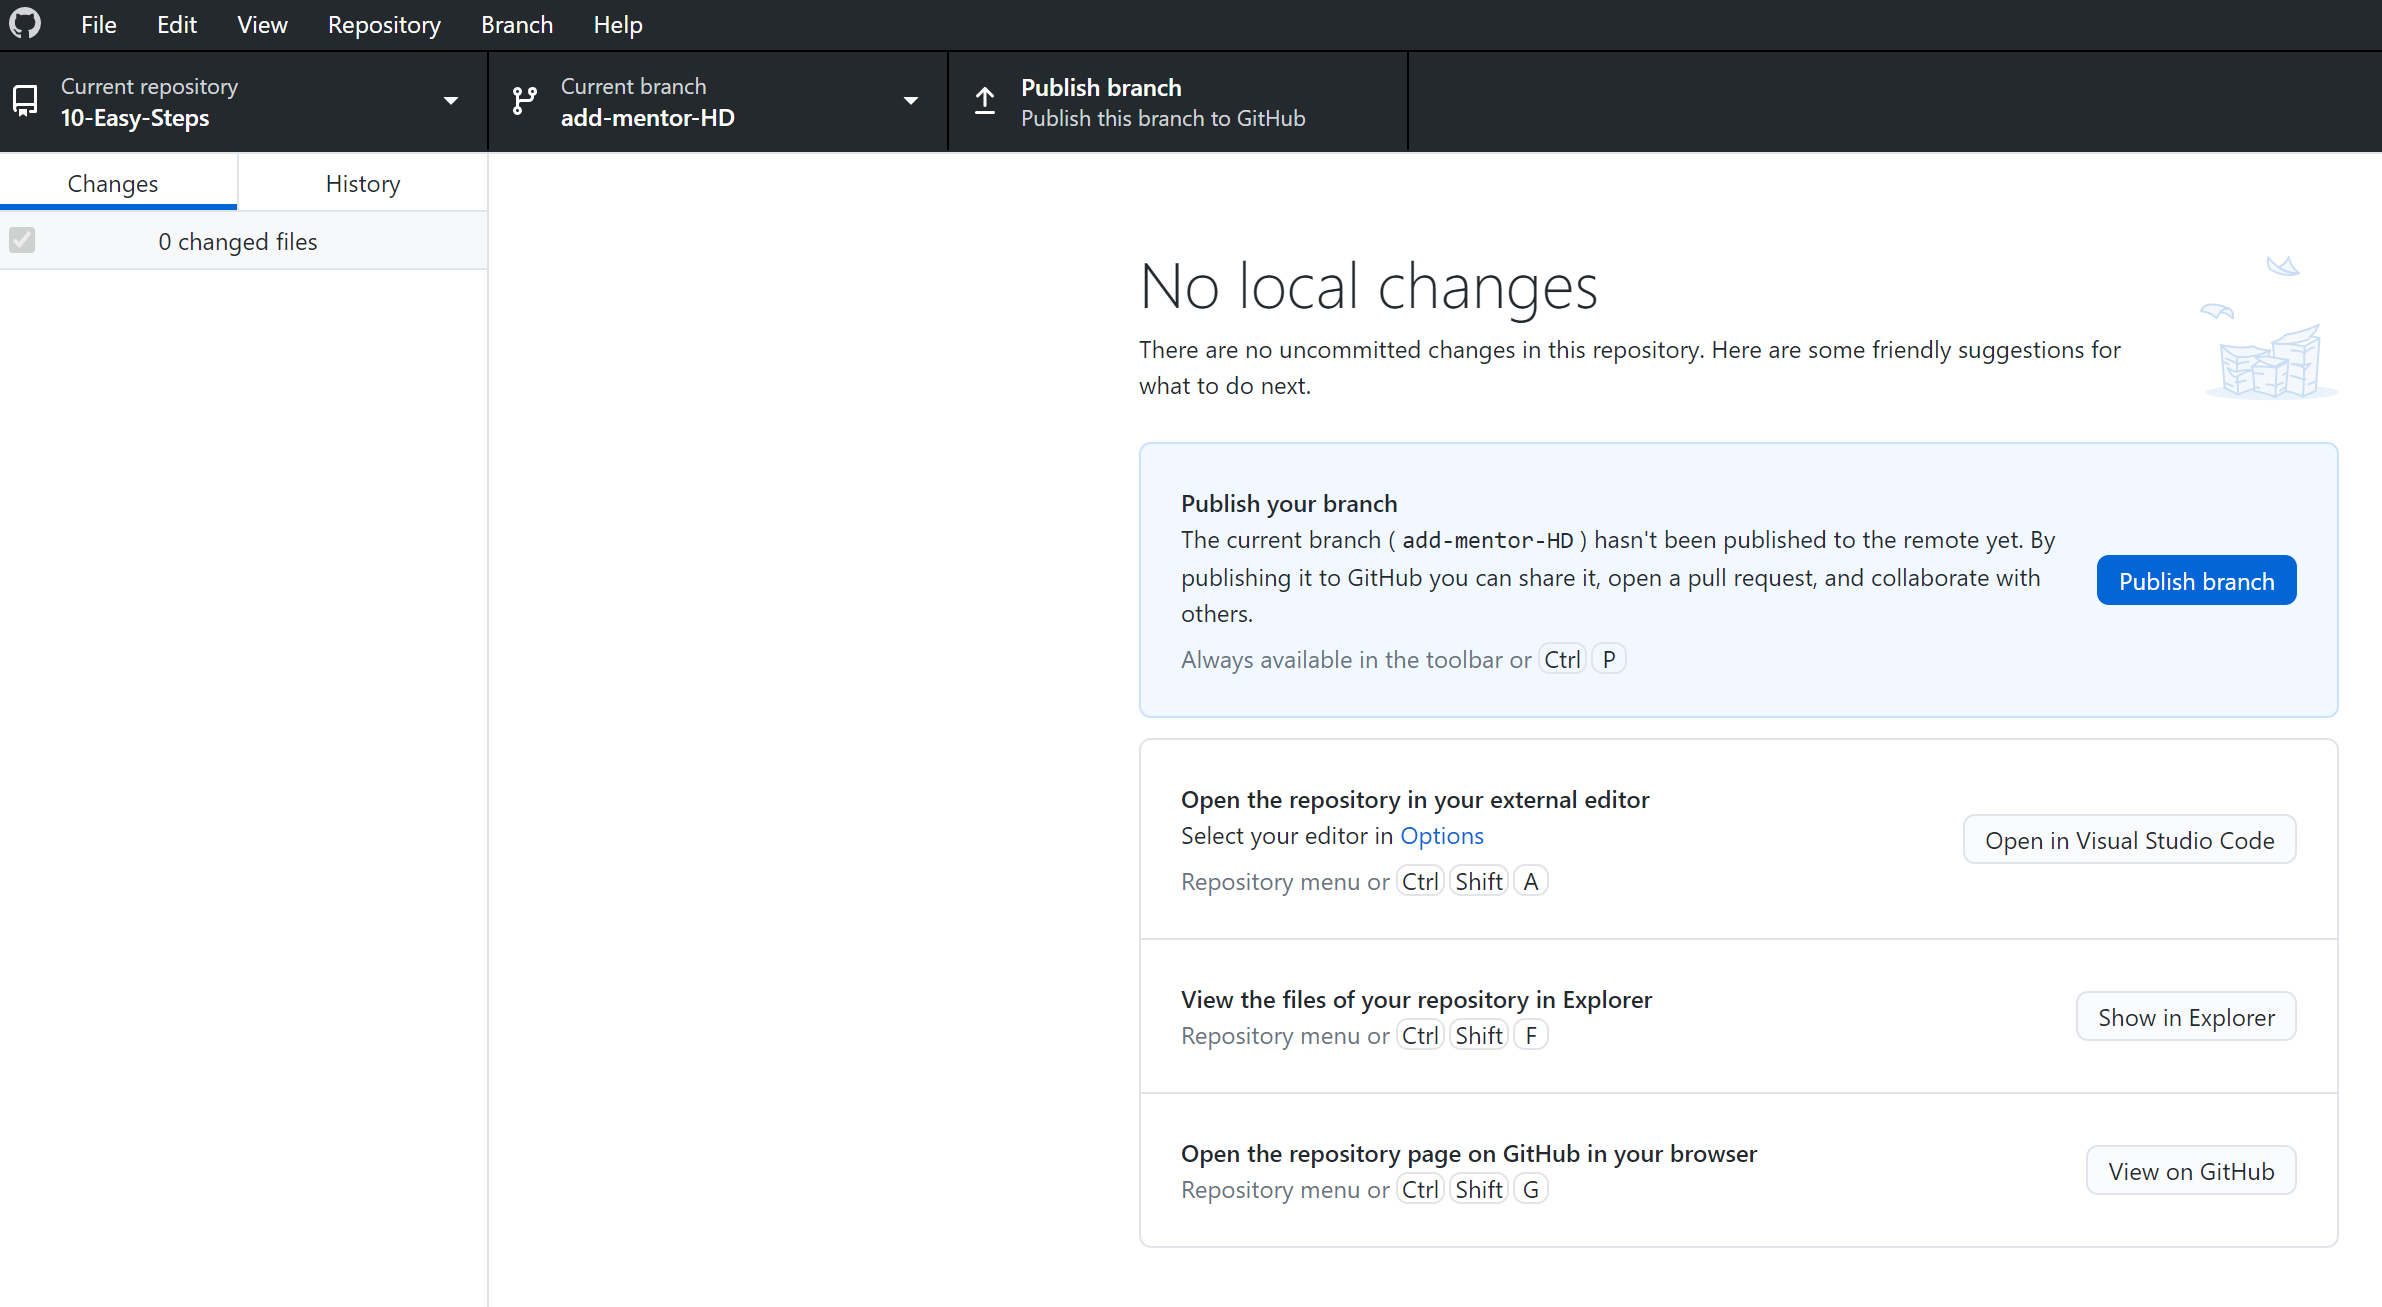 File Edit View Repository Branch Help
Current repository
10-Easy-Steps
Current branch
add-mentor-HD
Publish branch
Publish this branch to GitHub
Changes
History
0 changed files
No local changes
There are no uncommitted changes in this repository. Here are some friendly suggestions for
what to do next.
Publish your branch
The current branch ( add-mentor-HD ) hasn't been published to the remote yet. By
publishing it to GitHub you can share it, open a pull request, and collaborate with
others.
Always available in the toolbar or Ctrl P
Publish branch
Open the repository in your external editor
Select your editor in Options
Repository menu or Ctrl Shift A
Open in Visual Studio Code
View the files of your repository in Explorer
Repository menu or Ctrl Shift F
Show in Explorer
Open the repository page on GitHub in your browser
Repository menu or Ctrl Shift G
View on GitHub